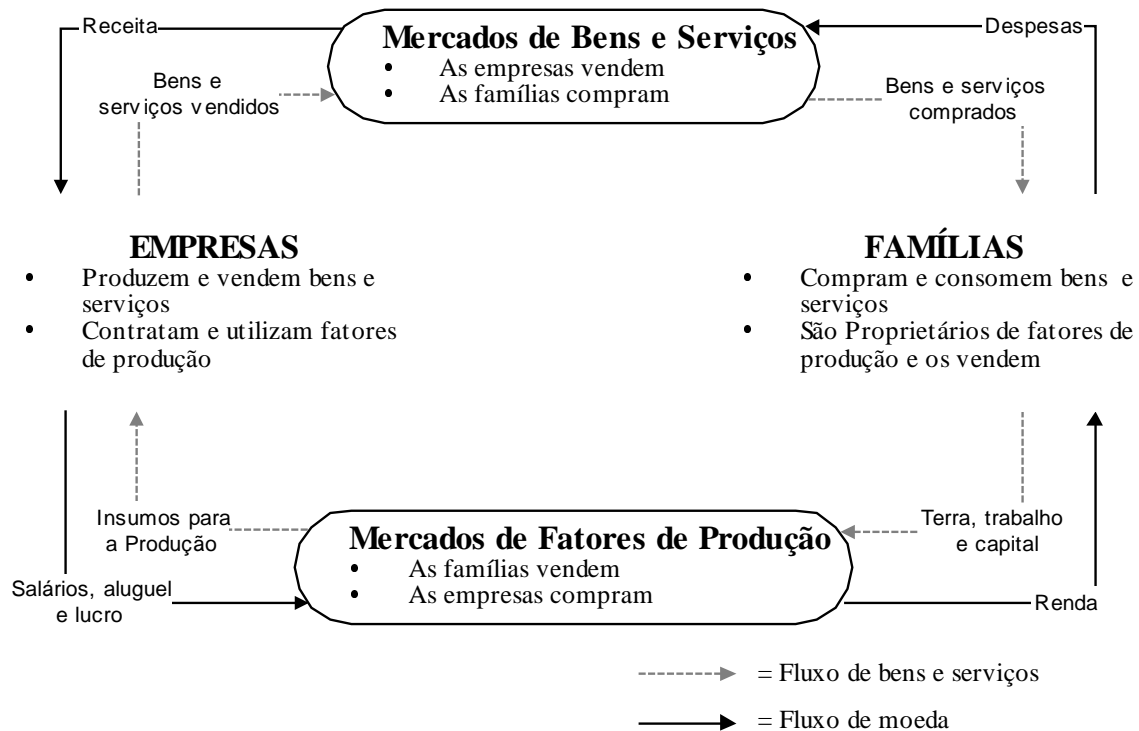 Receita
Mercados de Bens e Serviços
• As empresas vendem
• As famílias compram
Despesas
Bens e
serviços vendidos
Bens e serviços
comprados
EMPRESAS
• Produzem e vendem bens e
serviços
• Contratam e utilizam fatores
de produção
FAMÍLIAS
• Compram e consomem bens e
serviços
• São Proprietários de fatores de
produção e os vendem
Insumos para
a Produção
Mercados de Fatores de Produção
• As famílias vendem
• As empresas compram
Terra, trabalho
e capital
Salários, aluguel
e lucro
Renda
= Fluxo de bens e serviços
= Fluxo de moeda